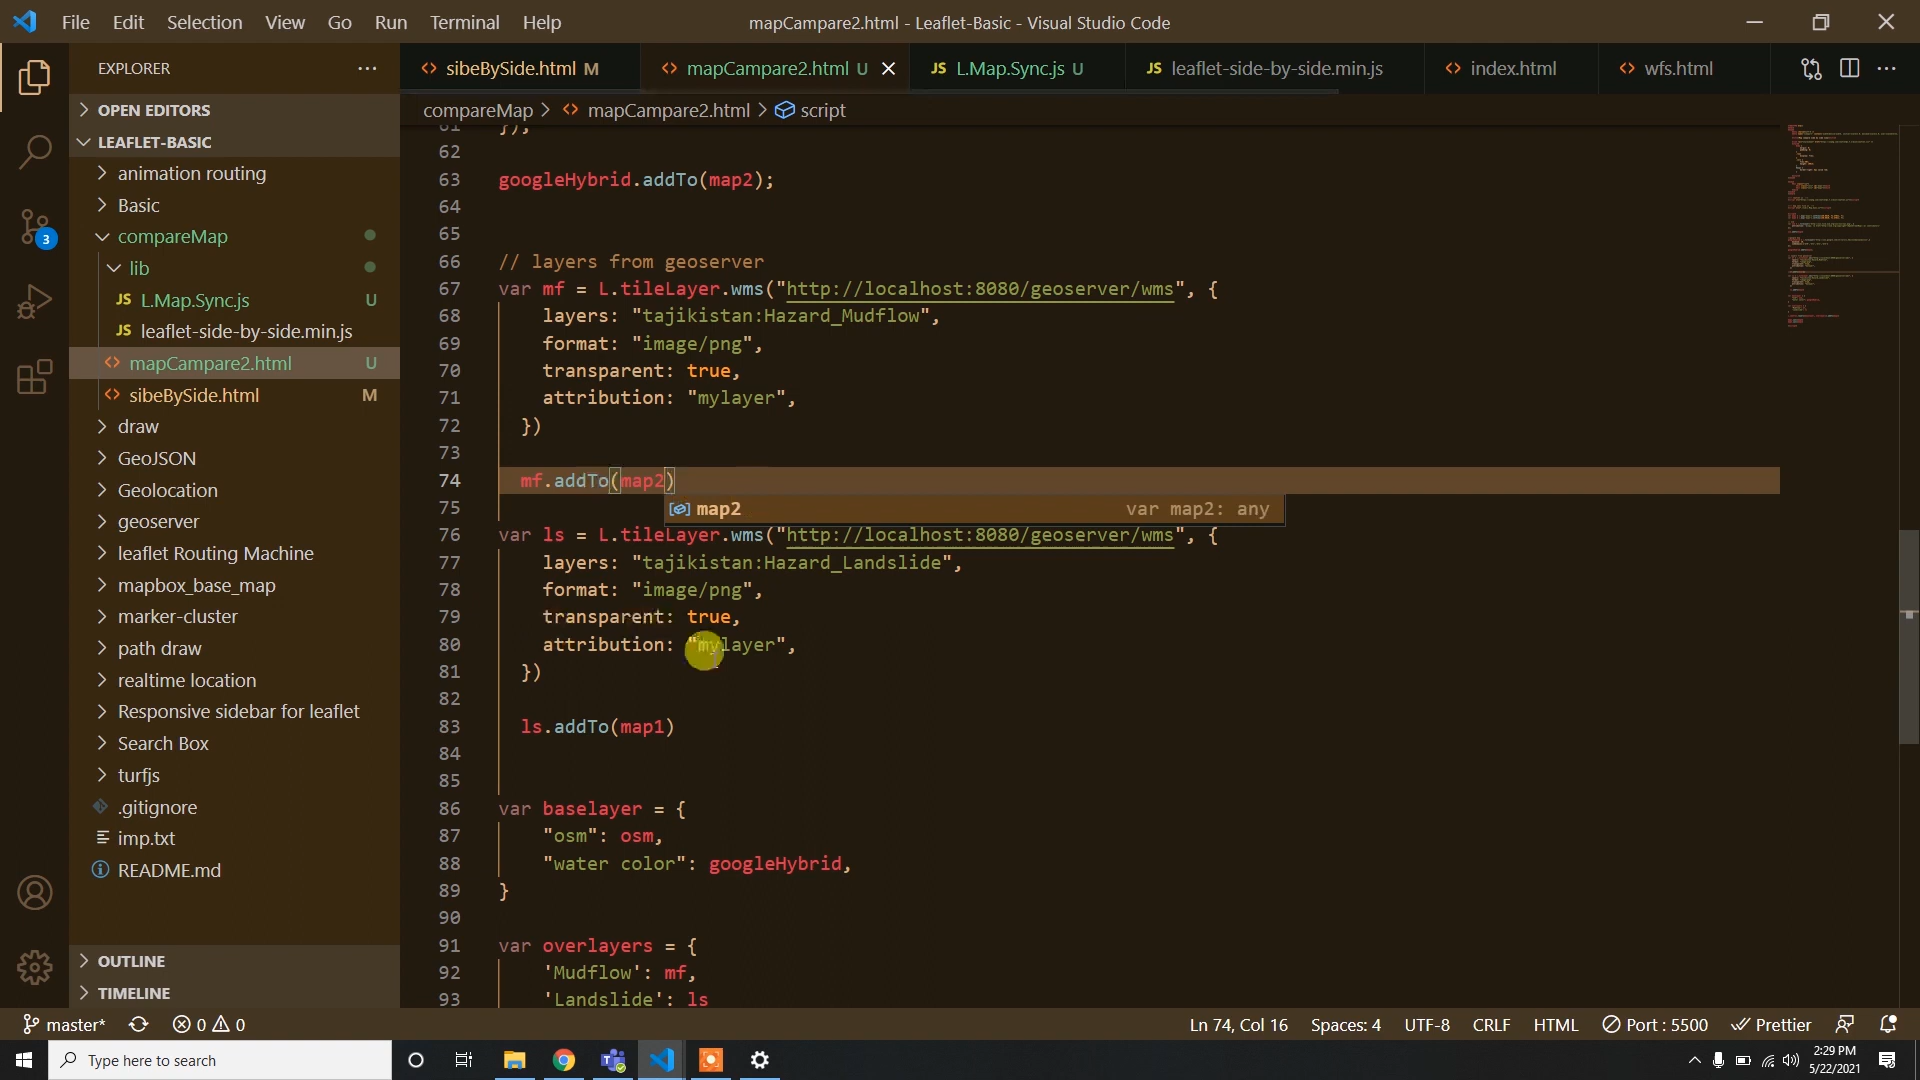 File Edit Selection View Go Run Terminal Help
mapCampare2.html - Leaflet-Basic - Visual Studio Code
EXPLORER
sibeBySide.html M
mapCampare2.html U
JS L.Map.Sync.js U
JS leaflet-side-by-side.min.js
index.html
wfs.html
OPEN EDITORS
LEAFLET-BASIC
animation routing
Basic
compareMap
lib
JS L.Map.Sync.js U
JS leaflet-side-by-side.min.js
mapCampare2.html U
sibeBySide.html M
draw
GeoJSON
Geolocation
geoserver
leaflet Routing Machine
mapbox_base_map
marker-cluster
path draw
realtime location
Responsive sidebar for leaflet
Search Box
turfjs
.gitignore
imp.txt
README.md
OUTLINE
TIMELINE
3
compareMap > mapCampare2.html > script
61 });
62
63 googleHybrid.addTo(map2);
64
65
66 // layers from geoserver
67 var mf = L.tileLayer.wms("http://localhost:8080/geoserver/wms", {
68 layers: "tajikistan:Hazard_Mudflow",
69 format: "image/png",
70 transparent: true,
71 attribution: "mylayer",
72 })
73
74 mf.addTo(map2)
75
map2 var map2: any
76 var ls = L.tileLayer.wms("http://localhost:8080/geoserver/wms", {
77 layers: "tajikistan:Hazard_Landslide",
78 format: "image/png",
79 transparent: true,
80 attribution: "mylayer",
81 })
82
83 ls.addTo(map1)
84
85
86 var baselayer = {
87 "osm": osm,
88 "water color": googleHybrid,
89 }
90
91 var overlayers = {
92 'Mudflow': mf,
93 'Landslide': ls
master* 0 0
Ln 74, Col 16 Spaces: 4 UTF-8 CRLF HTML Port : 5500 Prettier
Type here to search
2:29 PM
5/22/2021